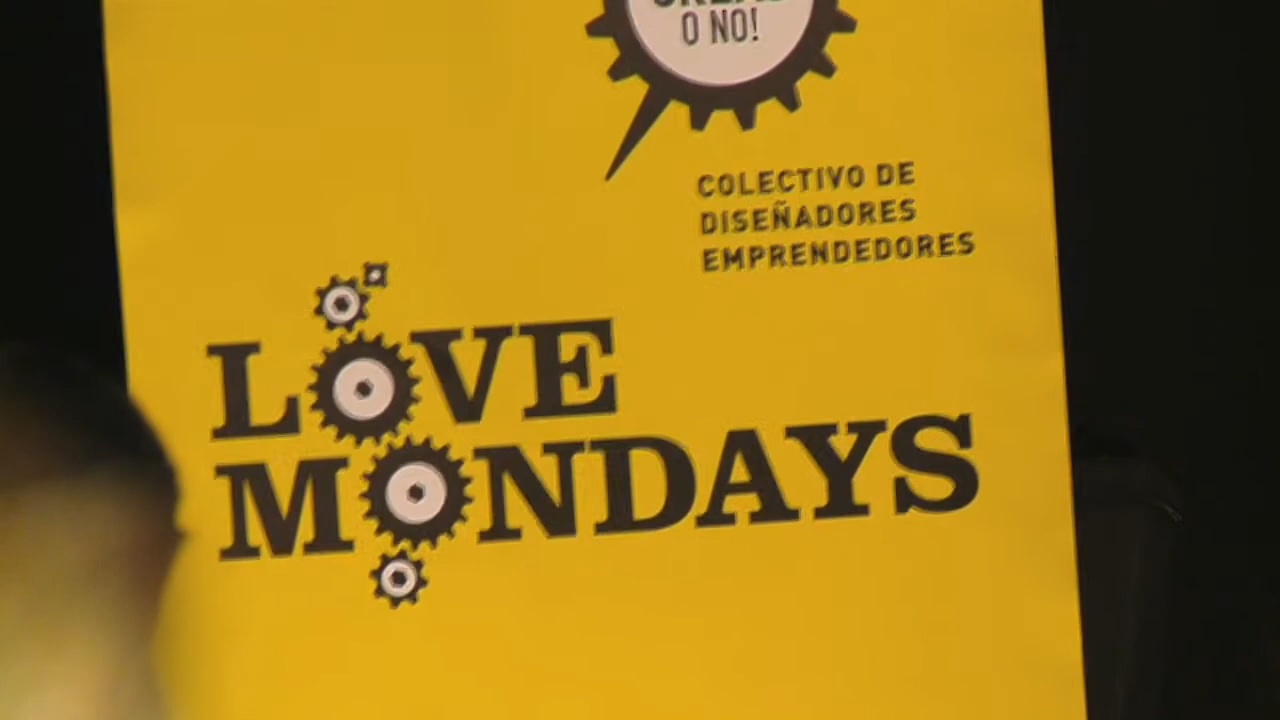 O NO!
COLECTIVO DE
DISEÑADORES
EMPRENDEDORES
LOVE
MONDAYS